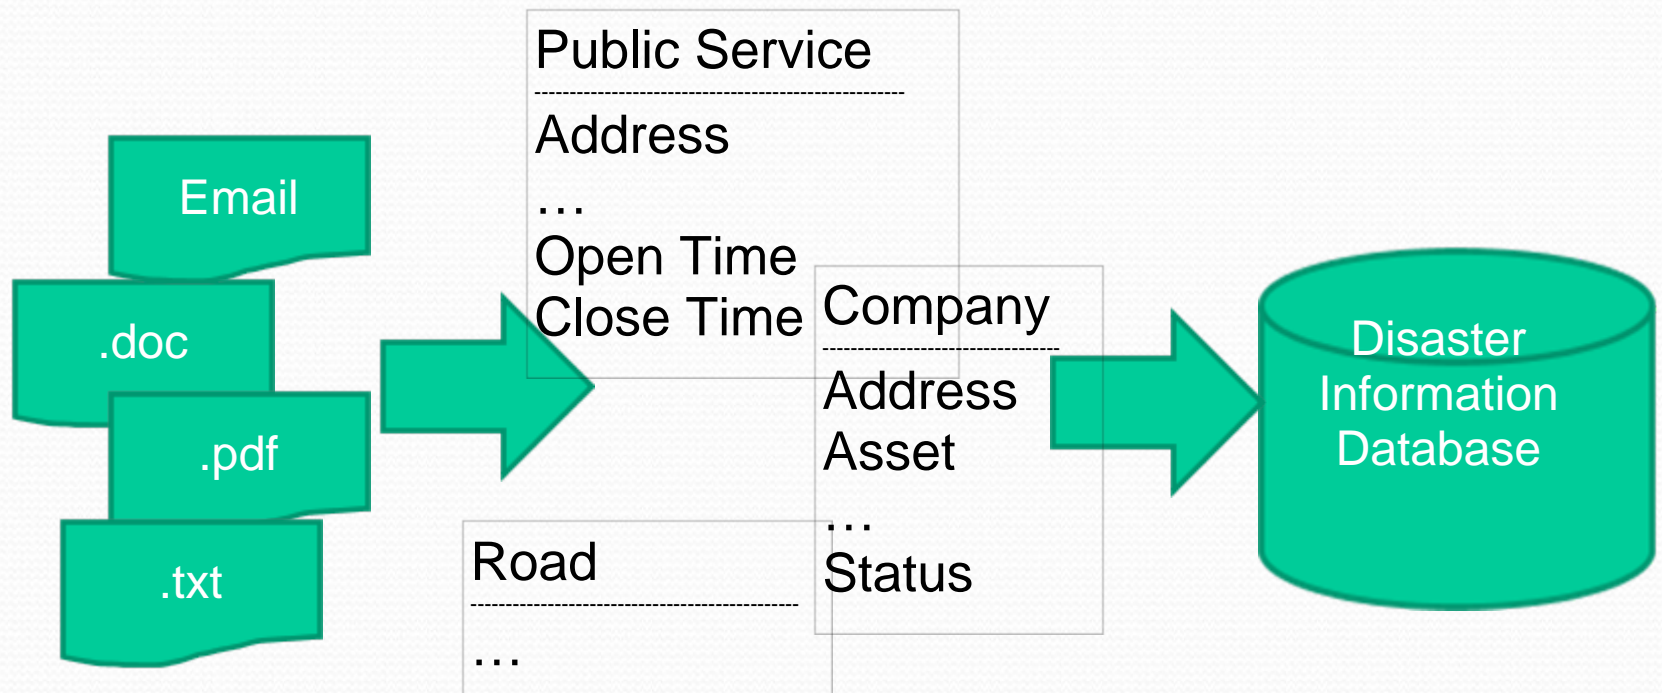 Email
.doc
.pdf
.txt
Public Service
-----------------------------------------------------
Address
…
Open Time
Close Time
Company
----------------------------------
Address
Asset
…
Status
Road
-----------------------------------------------
…
Disaster
Information
Database